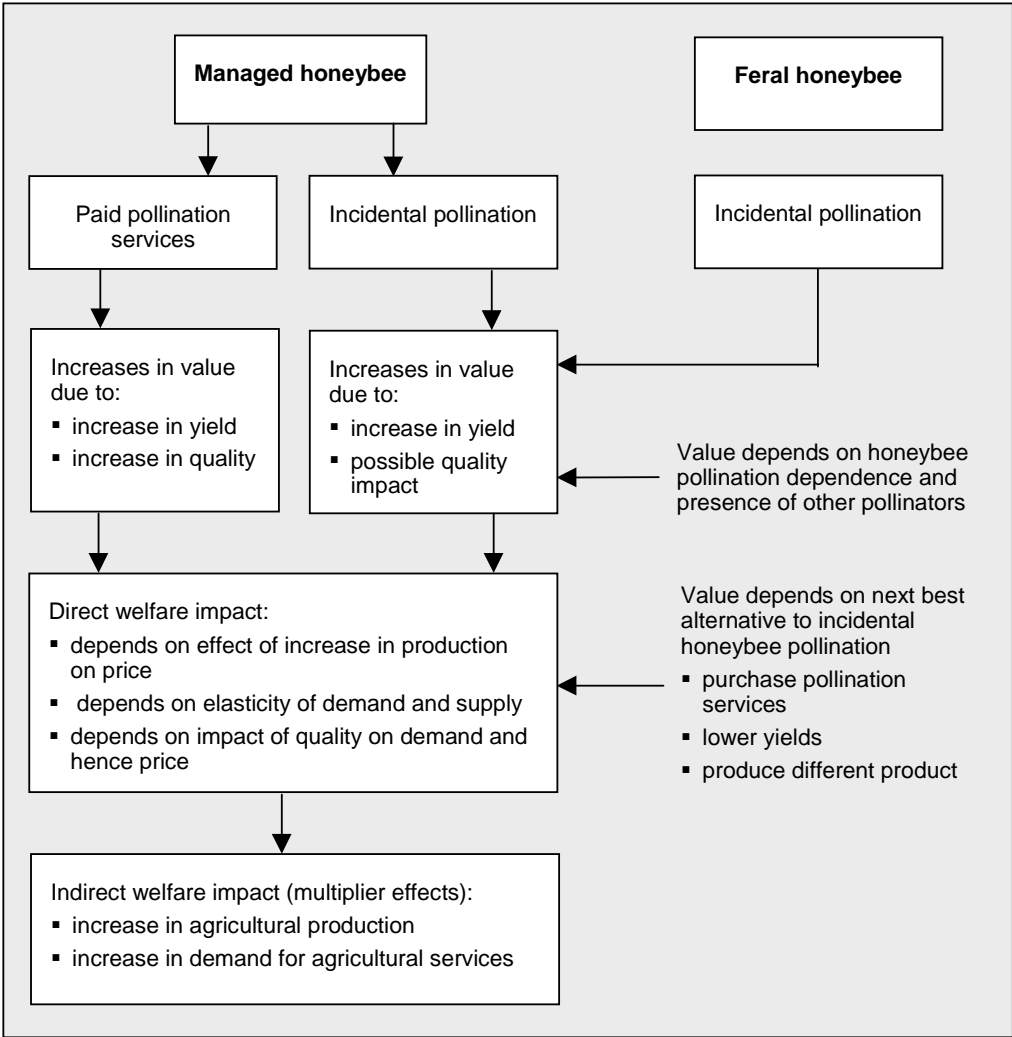 Managed honeybee
Feral honeybee
Paid pollination
services
Incidental pollination
Incidental pollination
Increases in value
due to:
▪ increase in yield
▪ increase in quality
Increases in value
due to:
▪ increase in yield
▪ possible quality
impact
Value depends on honeybee
pollination dependence and
presence of other pollinators
Direct welfare impact:
▪ depends on effect of increase in production
on price
▪ depends on elasticity of demand and supply
▪ depends on impact of quality on demand and
hence price
Value depends on next best
alternative to incidental
honeybee pollination
▪ purchase pollination
services
▪ lower yields
▪ produce different product
Indirect welfare impact (multiplier effects):
▪ increase in agricultural production
▪ increase in demand for agricultural services